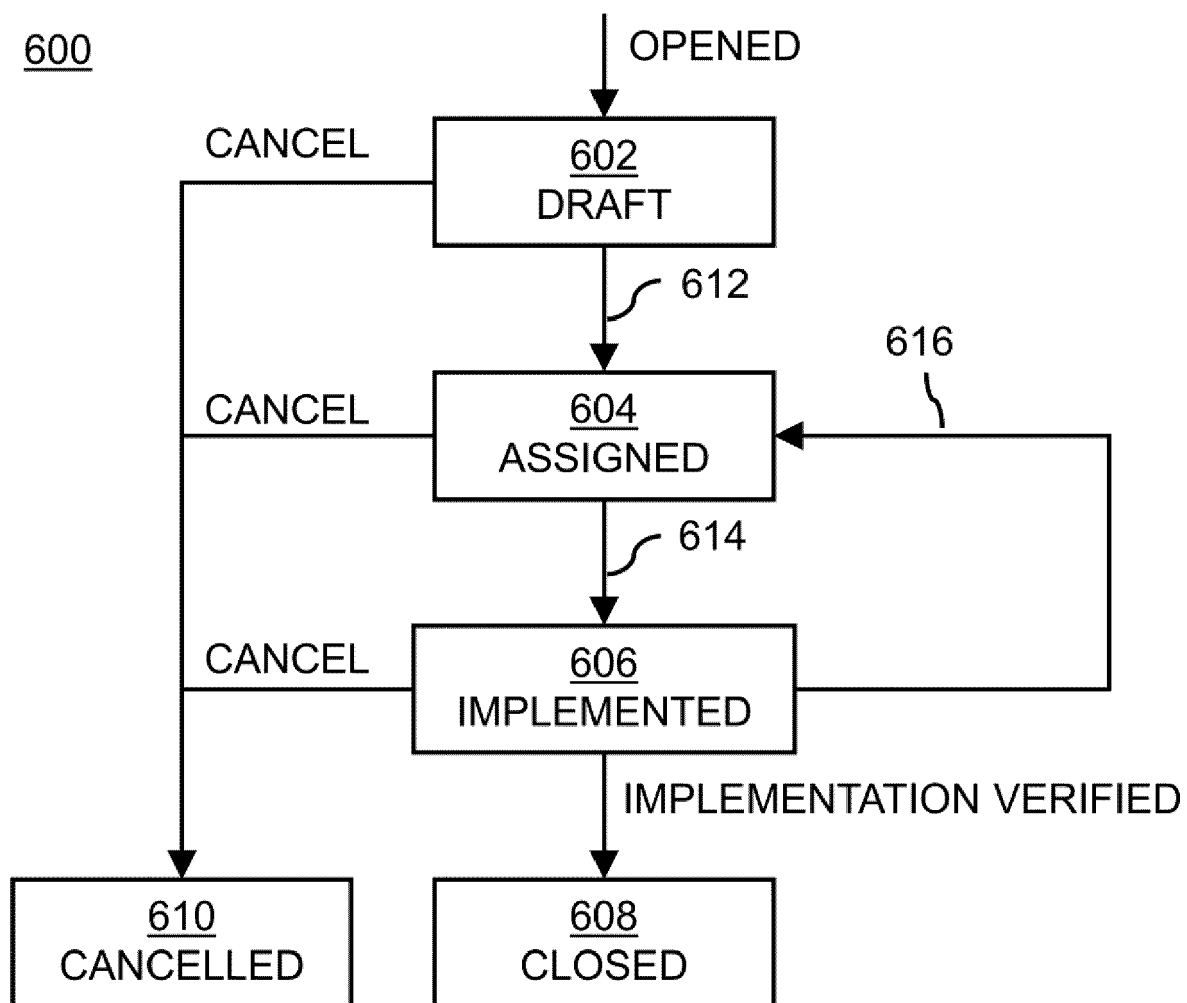 600
OPENED
CANCEL
602
DRAFT
612
616
CANCEL
604
ASSIGNED
614
CANCEL
606
IMPLEMENTED
IMPLEMENTATION VERIFIED
610
CANCELLED
608
CLOSED